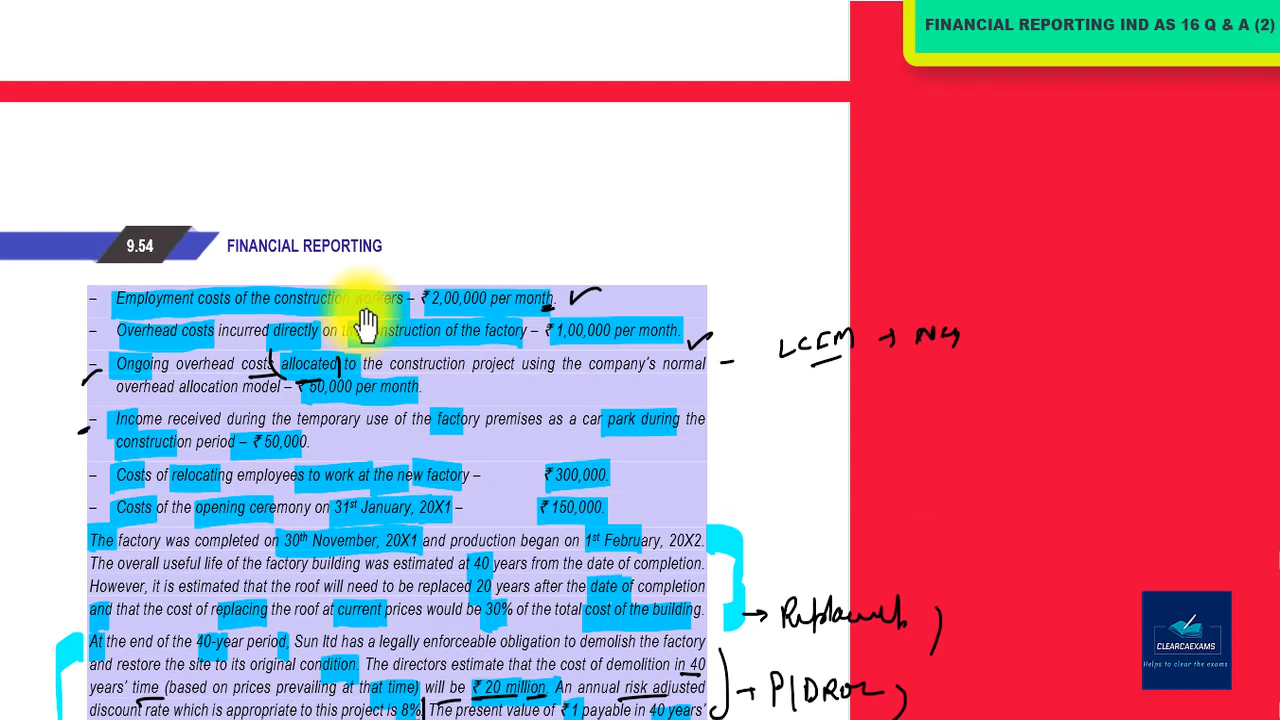 FINANCIAL REPORTING IND AS 16 Q & A (2)
9.54 FINANCIAL REPORTING
– Employment costs of the construction workers – ₹ 2,00,000 per month.
– Overhead costs incurred directly on the construction of the factory – ₹ 1,00,000 per month.
– Ongoing overhead costs allocated to the construction project using the company's normal
overhead allocation model – ₹ 50,000 per month.
– Income received during the temporary use of the factory premises as a car park during the
construction period – ₹ 50,000.
– Costs of relocating employees to work at the new factory – ₹ 300,000.
– Costs of the opening ceremony on 31st January, 20X1 – ₹ 150,000.
The factory was completed on 30th November, 20X1 and production began on 1st February, 20X2.
The overall useful life of the factory building was estimated at 40 years from the date of completion.
However, it is estimated that the roof will need to be replaced 20 years after the date of completion
and that the cost of replacing the roof at current prices would be 30% of the total cost of the building.
At the end of the 40-year period, Sun ltd has a legally enforceable obligation to demolish the factory
and restore the site to its original condition. The directors estimate that the cost of demolition in 40
years' time (based on prices prevailing at that time) will be ₹ 20 million. An annual risk adjusted
discount rate which is appropriate to this project is 8%. The present value of ₹ 1 payable in 40 years'
CLEARCAEXAMS
Helps to clear the exams